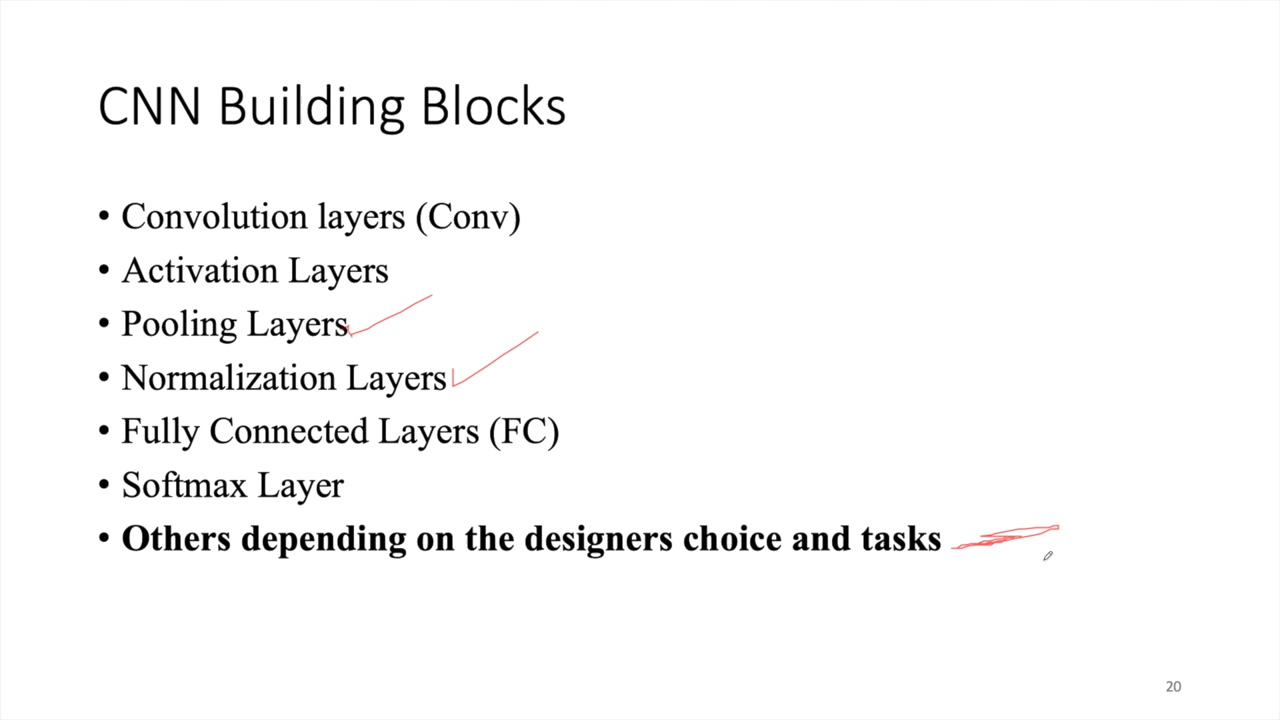 CNN Building Blocks
• Convolution layers (Conv)
• Activation Layers
• Pooling Layers
• Normalization Layers
• Fully Connected Layers (FC)
• Softmax Layer
• Others depending on the designers choice and tasks
20